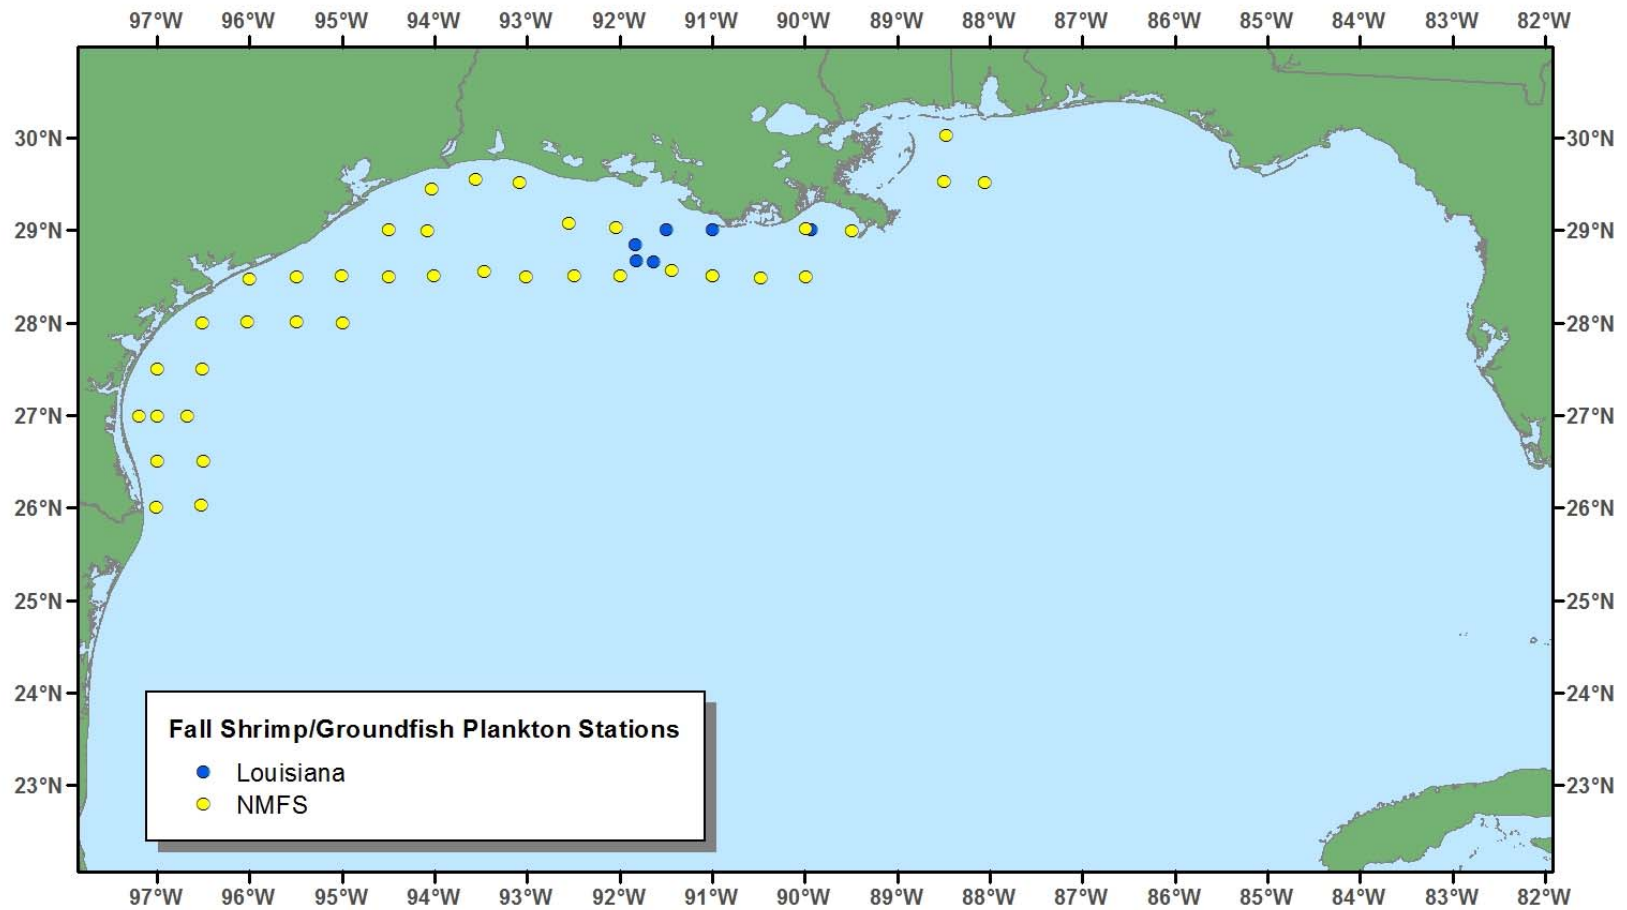 97°W 96°W 95°W 94°W 93°W 92°W 91°W 90°W 89°W 88°W 87°W 86°W 85°W 84°W 83°W 82°W
30°N 30°N
29°N 29°N
28°N 28°N
27°N 27°N
26°N 26°N
25°N 25°N
24°N 24°N
Fall Shrimp/Groundfish Plankton Stations
Louisiana
23°N 23°N
NMFS
97°W 96°W 95°W 94°W 93°W 92°W 91°W 90°W 89°W 88°W 87°W 86°W 85°W 84°W 83°W 82°W